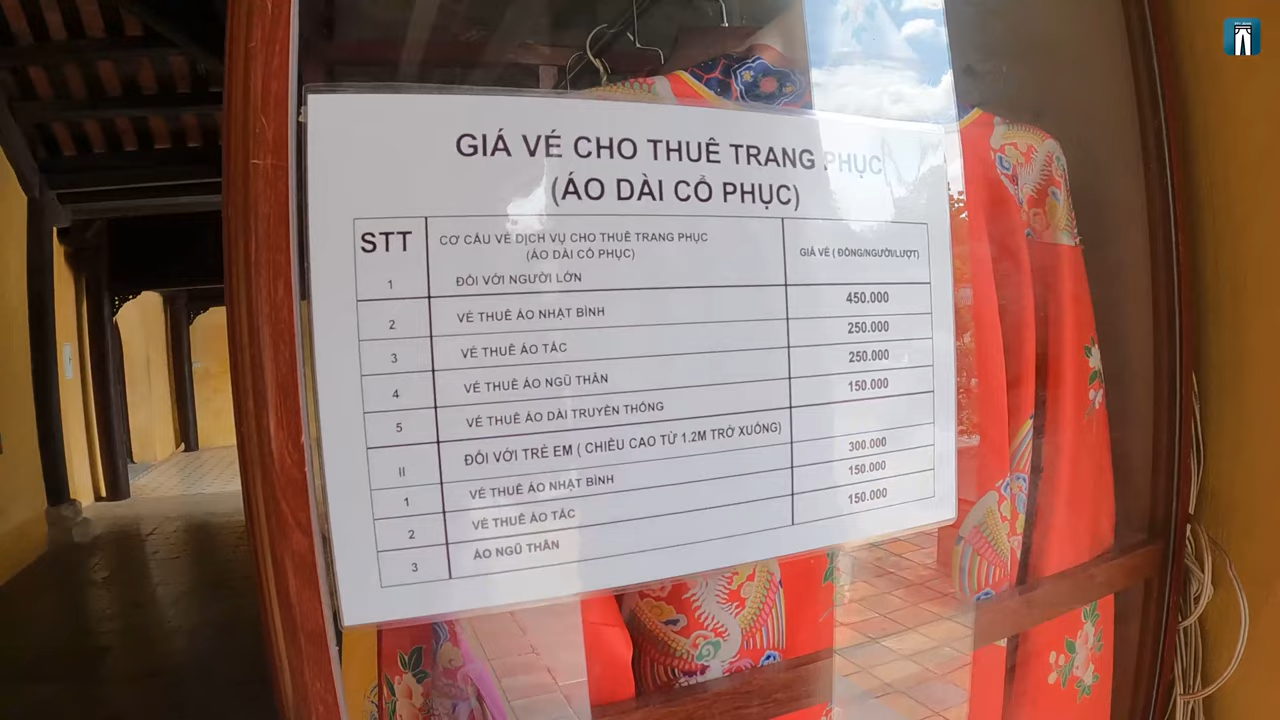 GIÁ VÉ CHO THUÊ TRANG PHỤC
(ÁO DÀI CỔ PHỤC)
STT CƠ CẤU VÉ DỊCH VỤ CHO THUÊ TRANG PHỤC
(ÁO DÀI CỔ PHỤC) GIÁ VÉ ( ĐỒNG/NGƯỜI/LƯỢT)
1 ĐỐI VỚI NGƯỜI LỚN
2 VÉ THUÊ ÁO NHẬT BÌNH 450.000
3 VÉ THUÊ ÁO TẤC 250.000
4 VÉ THUÊ ÁO NGŨ THÂN 250.000
5 VÉ THUÊ ÁO DÀI TRUYỀN THỐNG 150.000
II ĐỐI VỚI TRẺ EM ( CHIỀU CAO TỪ 1.2M TRỞ XUỐNG)
1 VÉ THUÊ ÁO NHẬT BÌNH 300.000
2 VÉ THUÊ ÁO TẤC 150.000
3 ÁO NGŨ THÂN 150.000